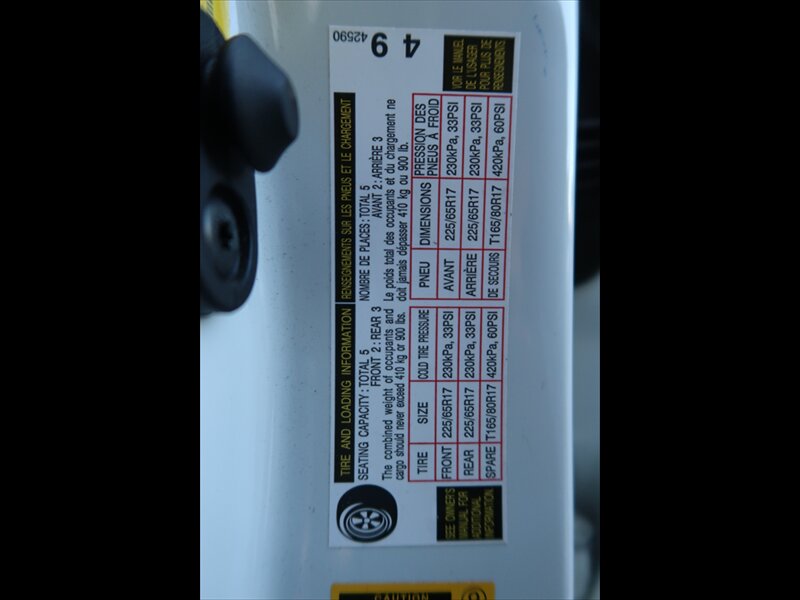 TIRE AND LOADING INFORMATION
SEATING CAPACITY : TOTAL 5
FRONT 2 : REAR 3
The combined weight of occupants and
cargo should never exceed 410 kg or 900 lbs.
TIRE SIZE COLD TIRE PRESSURE
FRONT 225/65R17 230kPa, 33PSI
REAR 225/65R17 230kPa, 33PSI
SPARE T165/80R17 420kPa, 60PSI
SEE OWNER'S
MANUAL FOR
ADDITIONAL
INFORMATION
RENSEIGNEMENTS SUR LES PNEUS ET LE CHARGEMENT
NOMBRE DE PLACES : TOTAL 5
AVANT 2 : ARRIÈRE 3
Le poids total des occupants et du chargement ne
doit jamais dépasser 410 kg ou 900 lb.
PNEU DIMENSIONS PRESSION DES
PNEUS À FROID
AVANT 225/65R17 230kPa, 33PSI
ARRIÈRE 225/65R17 230kPa, 33PSI
DE SECOURS T165/80R17 420kPa, 60PSI
VOIR LE MANUEL
DE L'USAGER
POUR PLUS DE
RENSEIGNEMENTS
42590
4 9
CAUTION